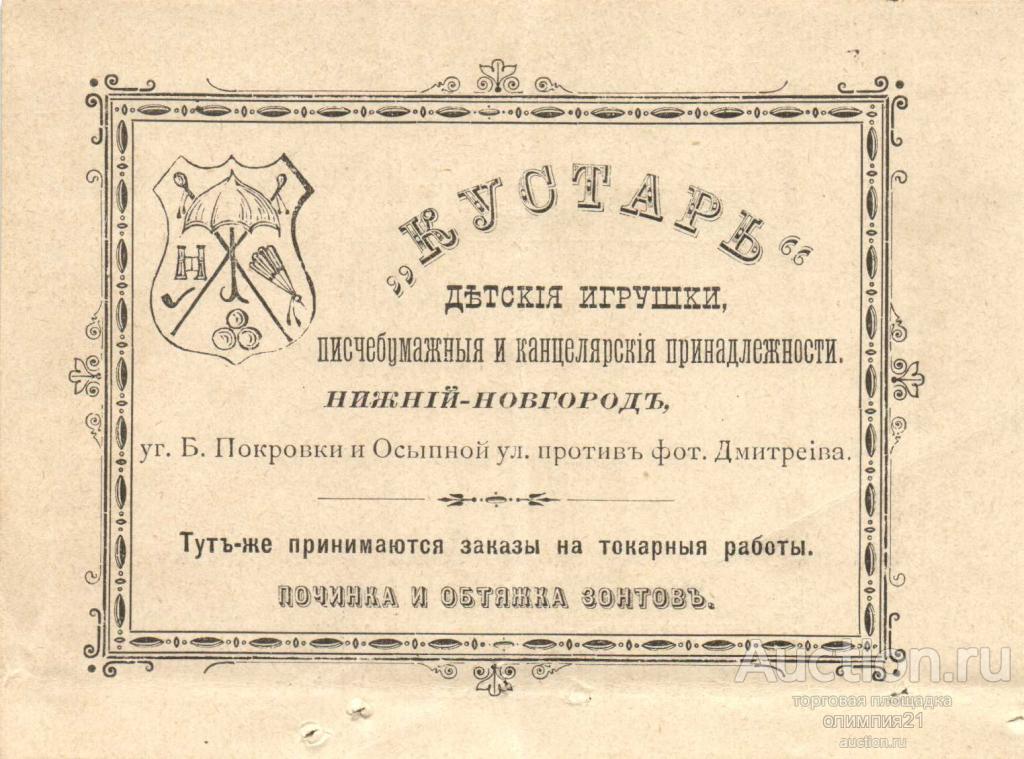 „КУСТАРЬ“
ДѢТСКІЯ ИГРУШКИ,
ПИСЧЕБУМАЖНЫЯ И КАНЦЕЛЯРСКІЯ ПРИНАДЛЕЖНОСТИ.
НИЖНІЙ-НОВГОРОДЪ,
уг. Б. Покровки и Осыпной ул. противъ фот. Дмитреіва.
Тутъ-же принимаются заказы на токарныя работы.
ПОЧИНКА И ОБТЯЖКА ЗОНТОВЪ.
Auction.ru
торговая площадка
олимпия21
auction.ru